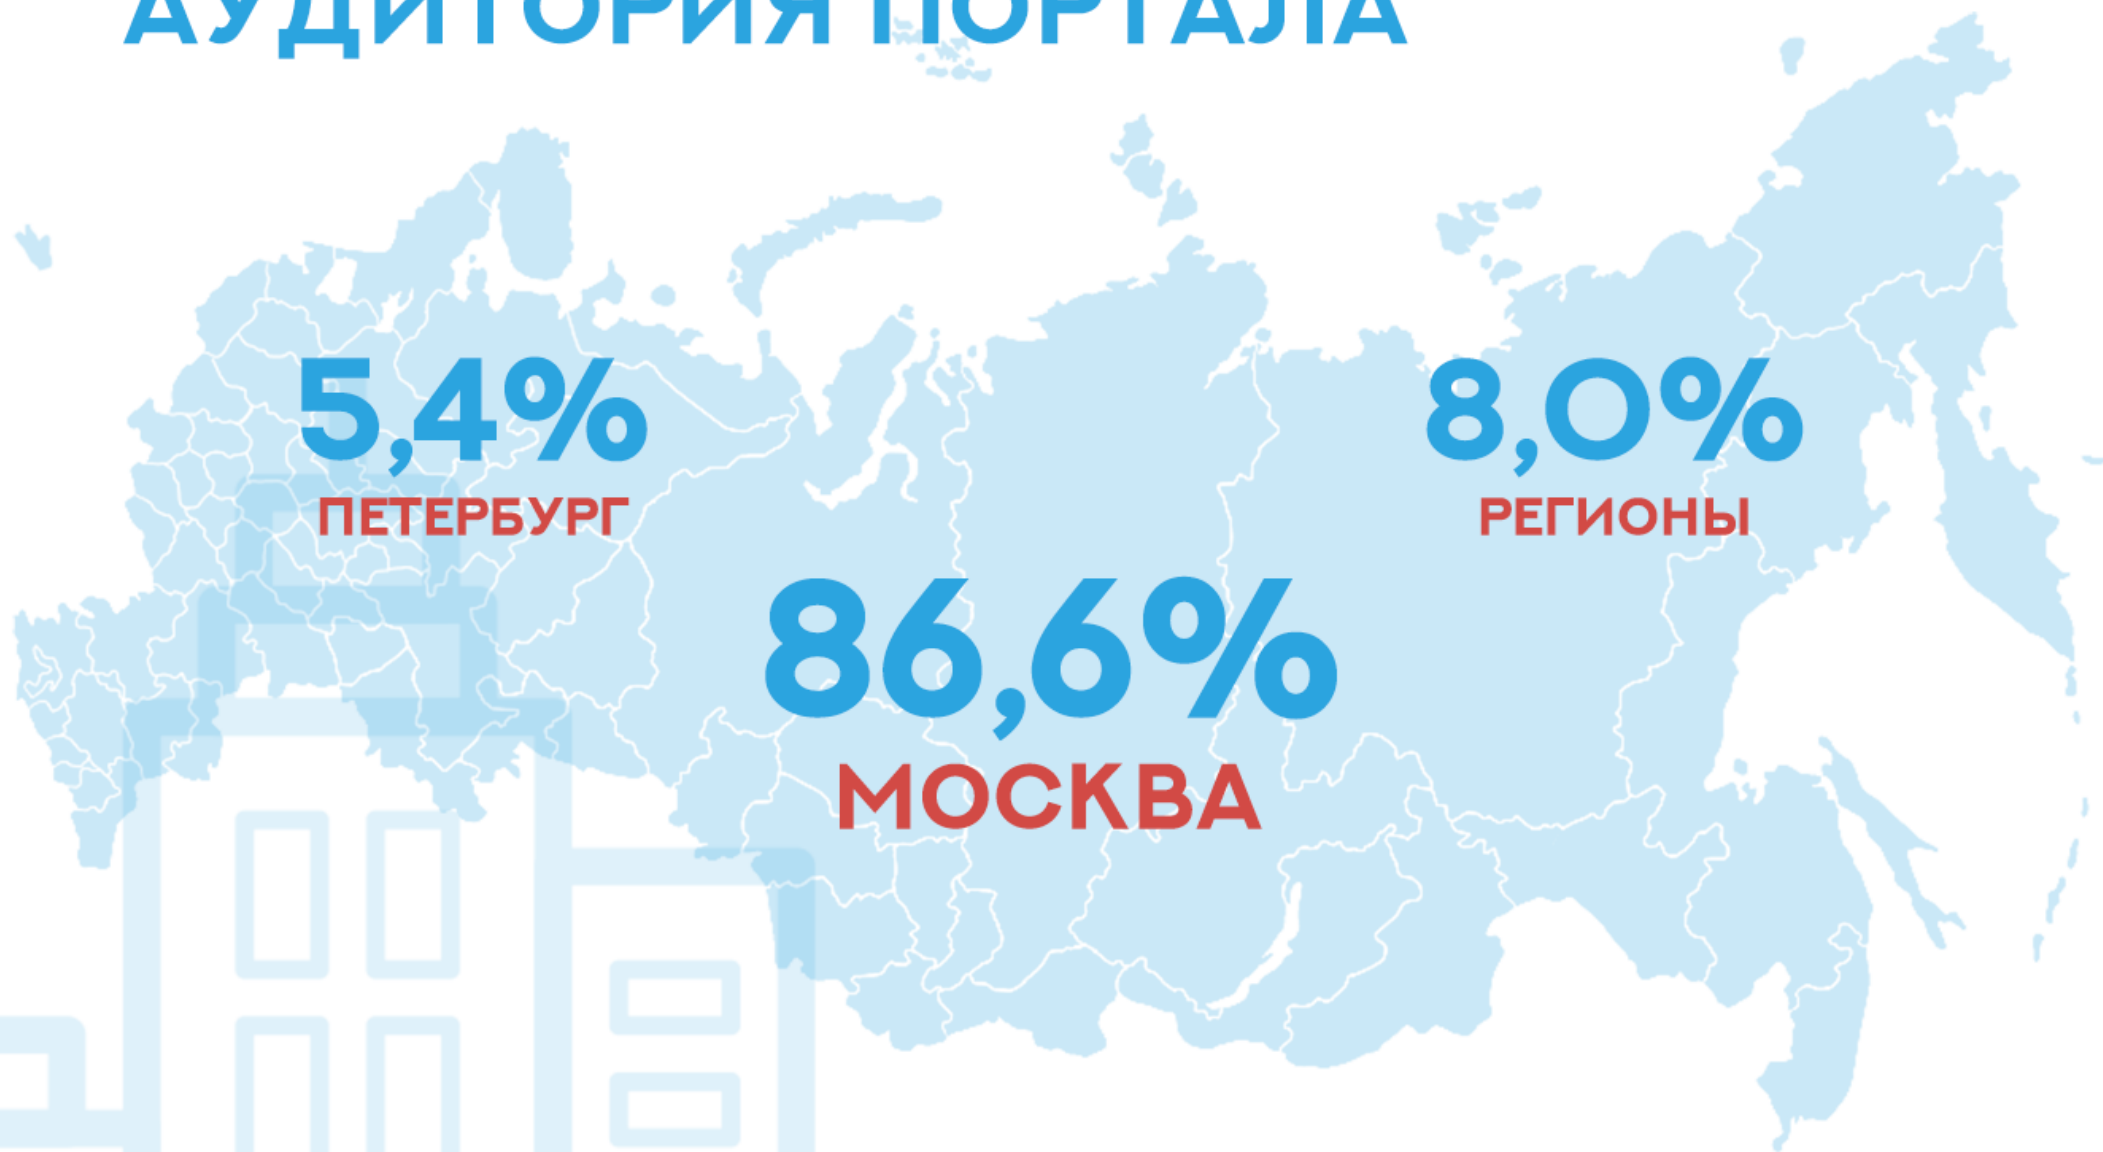 АУДИТОРИЯ ПОРТАЛА
5,4%
ПЕТЕРБУРГ
8,0%
РЕГИОНЫ
86,6%
МОСКВА